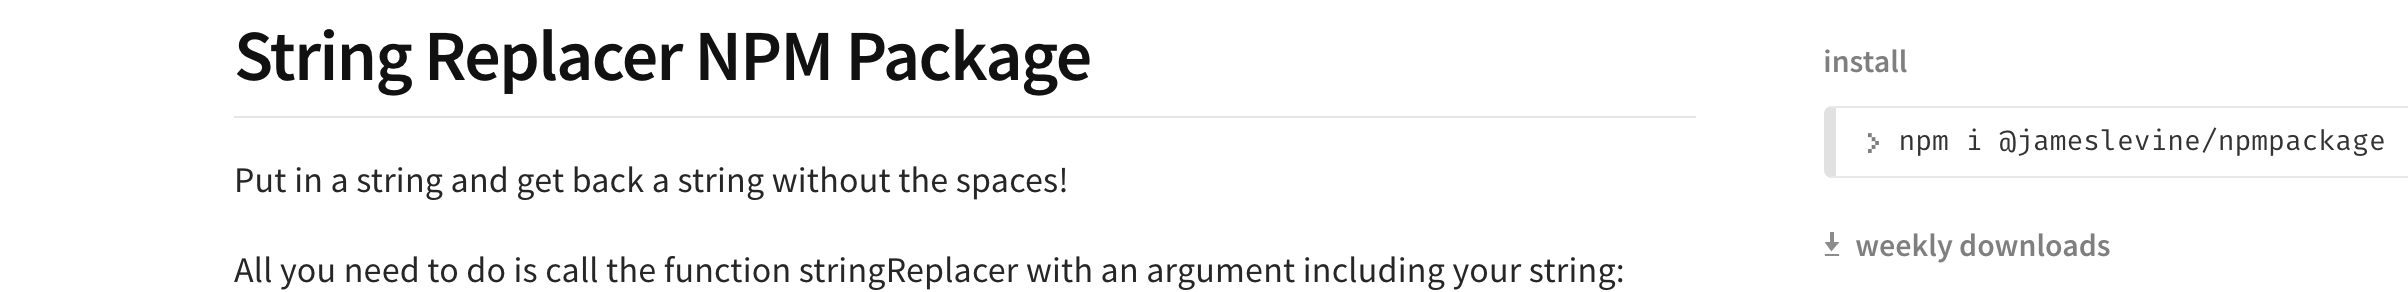 String Replacer NPM Package
Put in a string and get back a string without the spaces!
All you need to do is call the function stringReplacer with an argument including your string:
install
npm i @jameslevine/npmpackage
weekly downloads